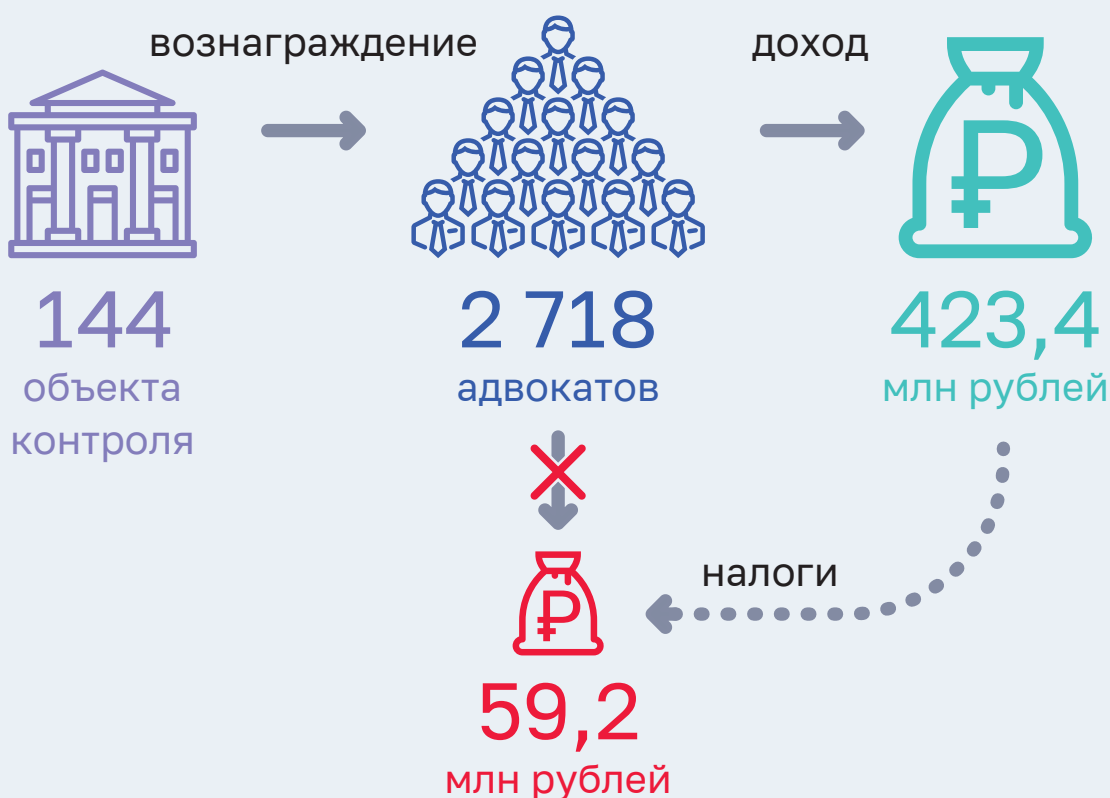 вознаграждение
доход
144
объекта
контроля
2 718
адвокатов
423,4
млн рублей
налоги
59,2
млн рублей